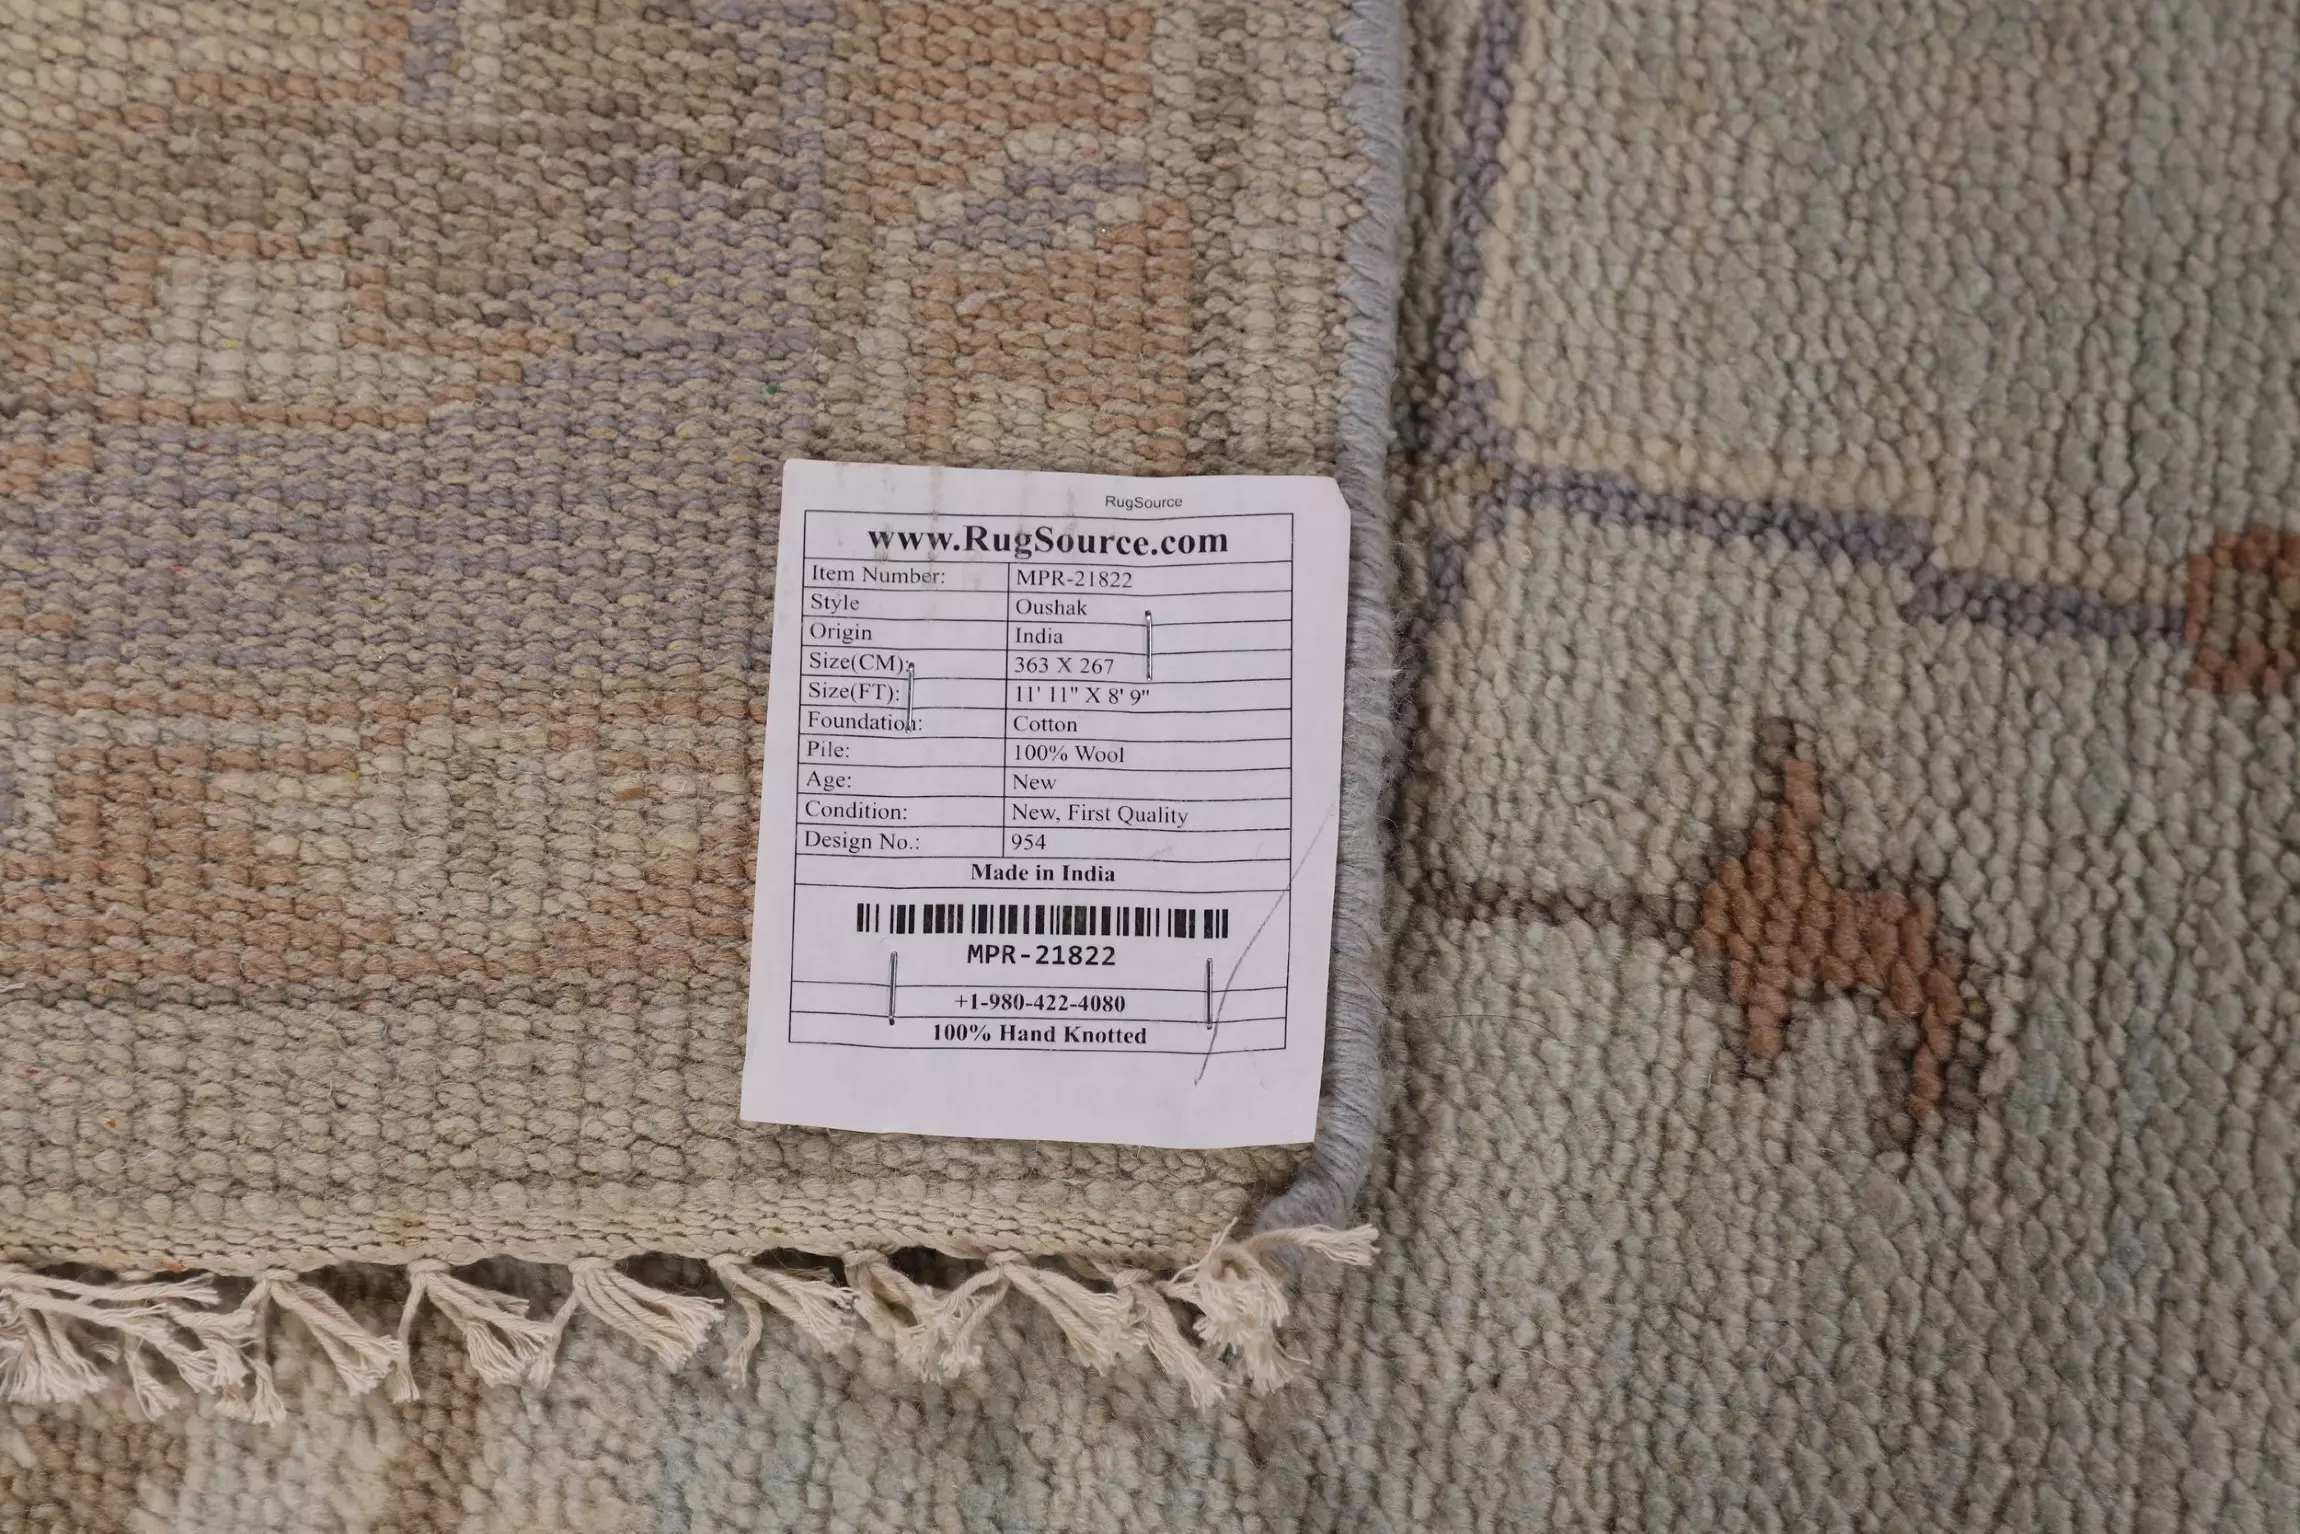 RugSource
www.RugSource.com
Item Number: MPR-21822
Style Oushak
Origin India
Size(CM): 363 X 267
Size(FT): 11' 11" X 8' 9"
Foundation: Cotton
Pile: 100% Wool
Age: New
Condition: New, First Quality
Design No.: 954
Made in India
MPR-21822
+1-980-422-4080
100% Hand Knotted